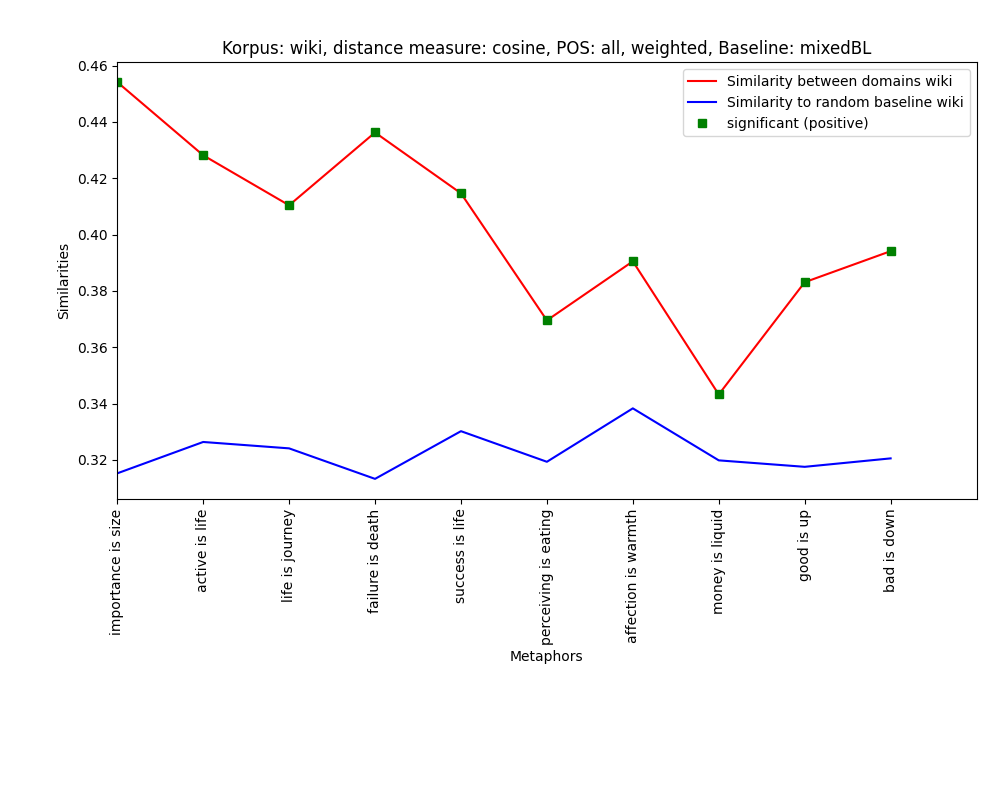 Korpus: wiki, distance measure: cosine, POS: all, weighted, Baseline: mixedBL
Similarity between domains wiki
Similarity to random baseline wiki
significant (positive)
0.46
0.44
0.42
0.40
0.38
0.36
0.34
0.32
Similarities
importance is size
active is life
life is journey
failure is death
success is life
perceiving is eating
affection is warmth
money is liquid
good is up
bad is down
Metaphors